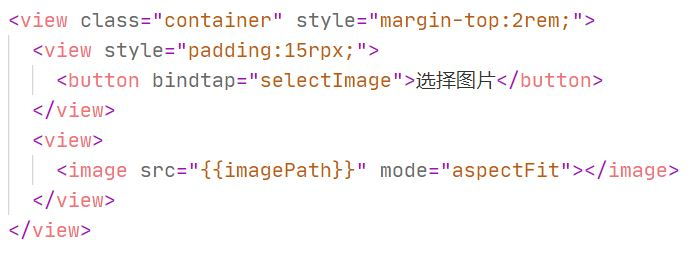 <view class="container" style="margin-top:2rem;">
  <view style="padding:15rpx;">
    <button bindtap="selectImage">选择图片</button>
  </view>
  <view>
    <image src="{{imagePath}}" mode="aspectFit"></image>
  </view>
</view>